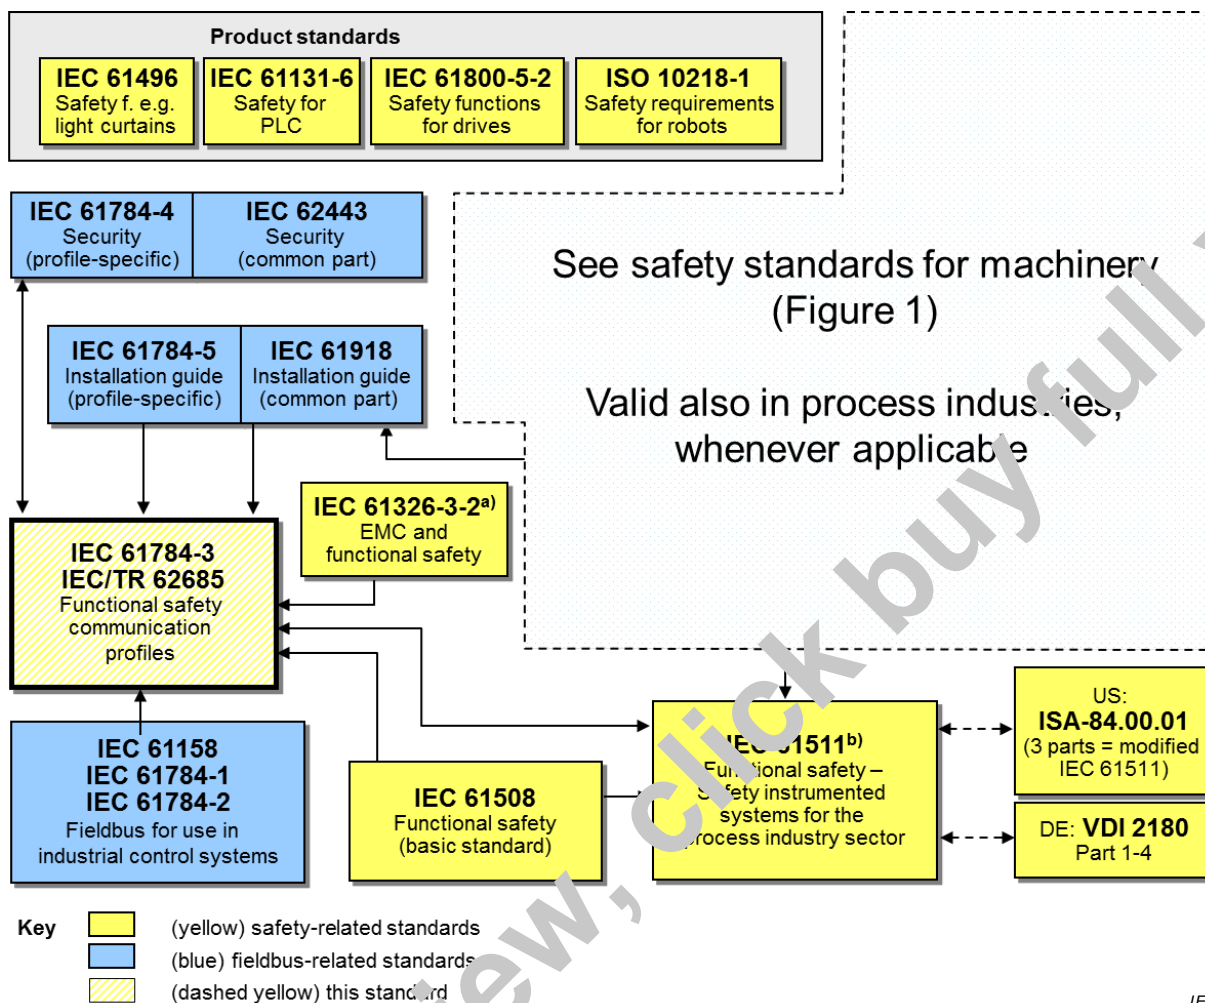 Product standards
IEC 61496
Safety f. e.g.
light curtains
IEC 61131-6
Safety for
PLC
IEC 61800-5-2
Safety functions
for drives
ISO 10218-1
Safety requirements
for robots
IEC 61784-4
Security
(profile-specific)
IEC 62443
Security
(common part)
See safety standards for machinery
(Figure 1)
Valid also in process industries,
whenever applicable
IEC 61784-5
Installation guide
(profile-specific)
IEC 61918
Installation guide
(common part)
IEC 61326-3-2a)
EMC and
functional safety
IEC 61784-3
IEC/TR 62685
Functional safety
communication
profiles
IEC 61158
IEC 61784-1
IEC 61784-2
Fieldbus for use in
industrial control systems
IEC 61508
Functional safety
(basic standard)
IEC 61511b)
Functional safety –
Safety instrumented
systems for the
process industry sector
US:
ISA-84.00.01
(3 parts = modified
IEC 61511)
DE: VDI 2180
Part 1-4
Key
(yellow) safety-related standards
(blue) fieldbus-related standards
(dashed yellow) this standard
click buy full